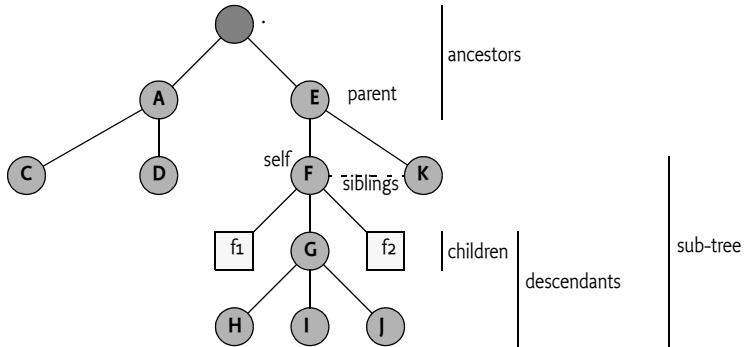 .
ancestors
A
E
parent
self
C
D
F
siblings
K
f1
G
f2
children
sub-tree
descendants
H
I
J